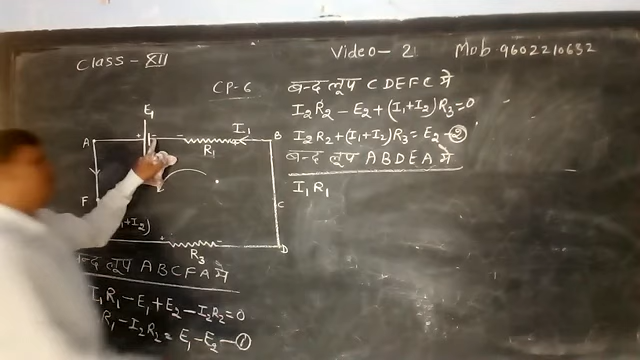 Class - XII
Video - 2
Mob 9602210632
CP-6
E1
A
+
-
-
R1
I1
B
F
C
I1+I2)
+
R3
-
D
बन्द लूप ABCFA में
I1R1 - E1 + E2 - I2R2 = 0
R1 - I2R2 = E1 - E2 - ①
बन्द लूप CDEFC में
I2R2 - E2 + (I1+I2)R3 = 0
I2R2 + (I1+I2)R3 = E2 - ②
बन्द लूप ABDEA में
I1R1